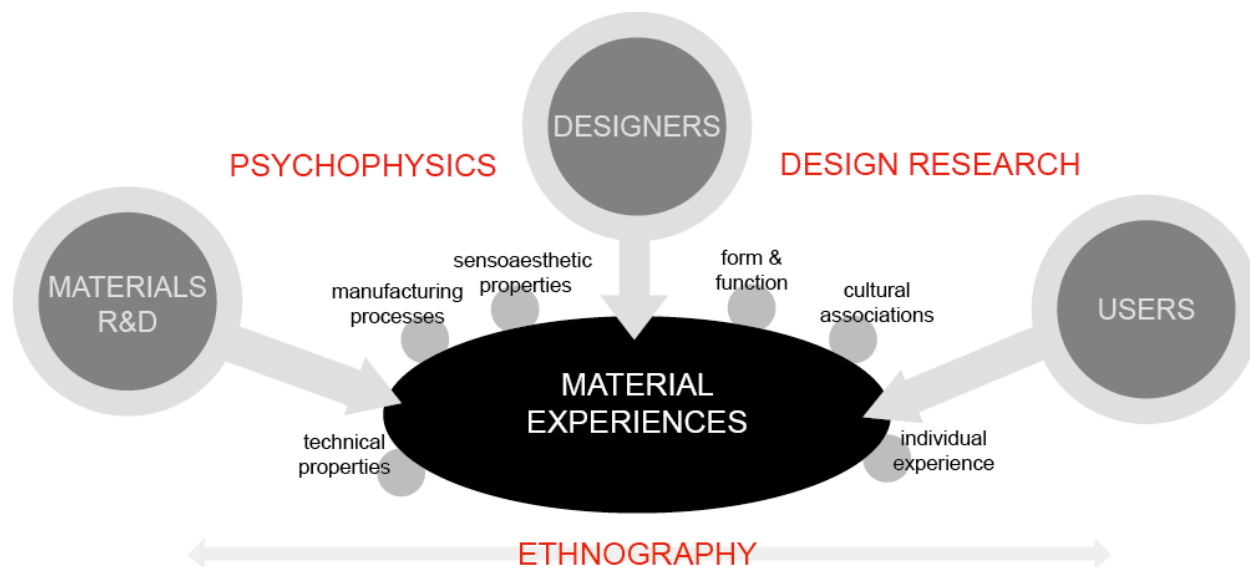 DESIGNERS
PSYCHOPHYSICS
DESIGN RESEARCH
MATERIALS
R&D
manufacturing
processes
sensoaesthetic
properties
form &
function
cultural
associations
USERS
MATERIAL
EXPERIENCES
technical
properties
individual
experience
ETHNOGRAPHY